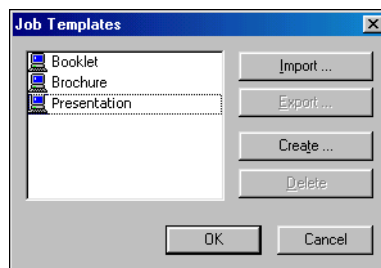 Job Templates
Booklet
Brochure
Presentation
Import ...
Export ...
Create ...
Delete
OK
Cancel